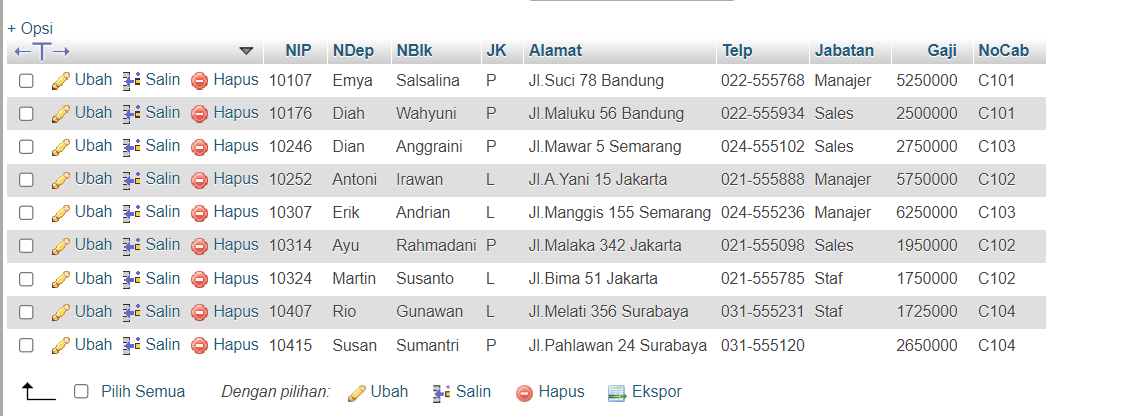 + Opsi
NIP NDep NBlk JK Alamat Telp Jabatan Gaji NoCab
Ubah Salin Hapus 10107 Emya Salsalina P Jl.Suci 78 Bandung 022-555768 Manajer 5250000 C101
Ubah Salin Hapus 10176 Diah Wahyuni P Jl.Maluku 56 Bandung 022-555934 Sales 2500000 C101
Ubah Salin Hapus 10246 Dian Anggraini P Jl.Mawar 5 Semarang 024-555102 Sales 2750000 C103
Ubah Salin Hapus 10252 Antoni Irawan L Jl.A.Yani 15 Jakarta 021-555888 Manajer 5750000 C102
Ubah Salin Hapus 10307 Erik Andrian L Jl.Manggis 155 Semarang 024-555236 Manajer 6250000 C103
Ubah Salin Hapus 10314 Ayu Rahmadani P Jl.Malaka 342 Jakarta 021-555098 Sales 1950000 C102
Ubah Salin Hapus 10324 Martin Susanto L Jl.Bima 51 Jakarta 021-555785 Staf 1750000 C102
Ubah Salin Hapus 10407 Rio Gunawan L Jl.Melati 356 Surabaya 031-555231 Staf 1725000 C104
Ubah Salin Hapus 10415 Susan Sumantri P Jl.Pahlawan 24 Surabaya 031-555120 2650000 C104
Pilih Semua Dengan pilihan: Ubah Salin Hapus Ekspor